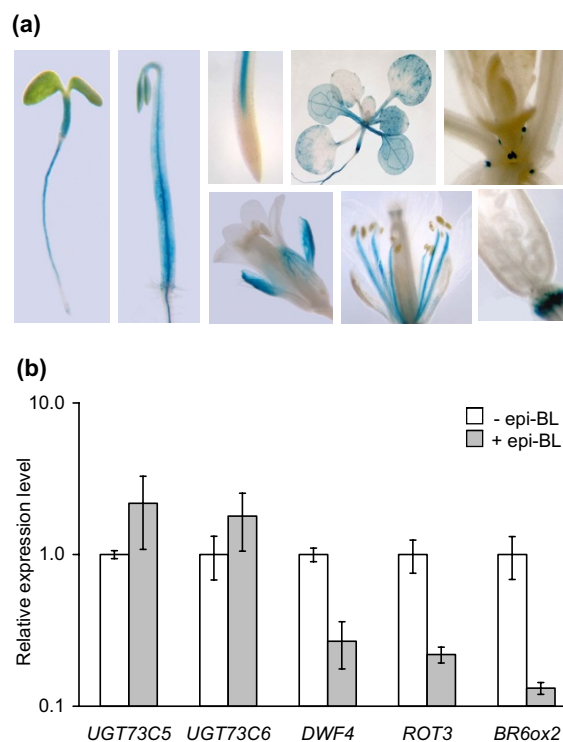 (a)
(b)
10.0
1.0
0.1
Relative expression level
- epi-BL
+ epi-BL
UGT73C5 UGT73C6 DWF4 ROT3 BR6ox2